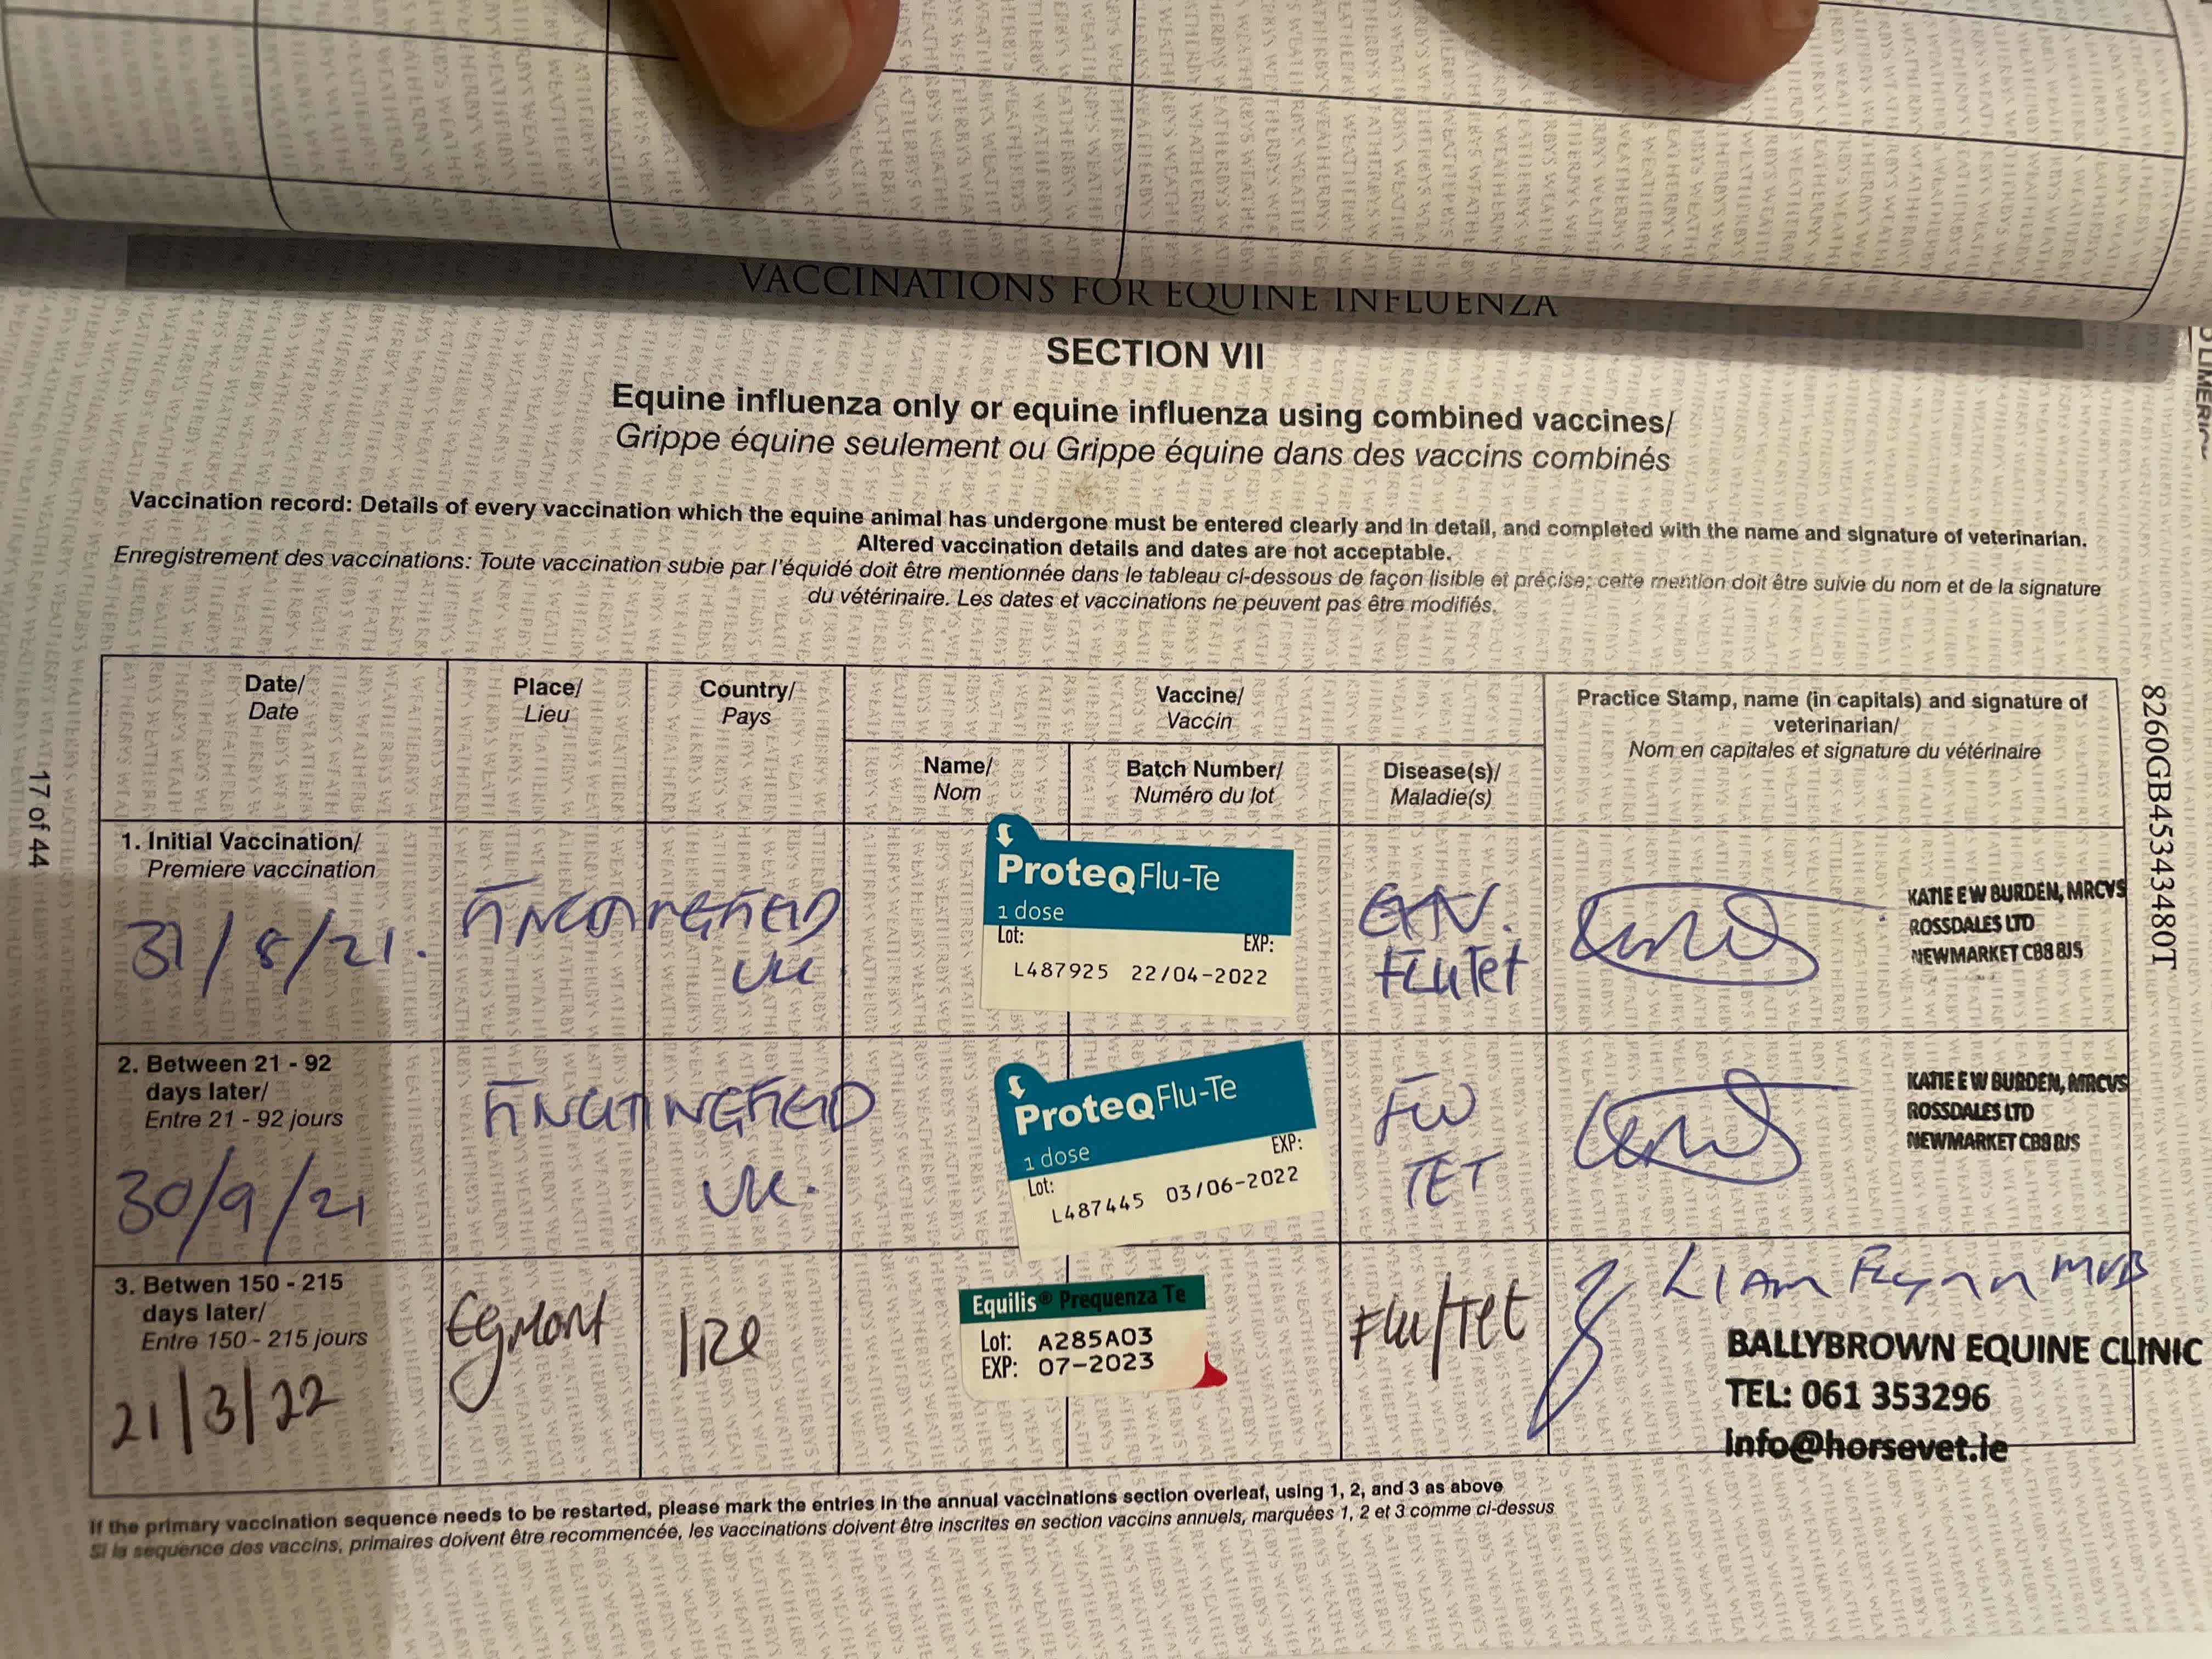 VACCINATIONS FOR EQUINE INFLUENZA
SECTION VII
Equine influenza only or equine influenza using combined vaccines/
Grippe équine seulement ou Grippe équine dans des vaccins combinés
Vaccination record: Details of every vaccination which the equine animal has undergone must be entered clearly and in detail, and completed with the name and signature of veterinarian.
Altered vaccination details and dates are not acceptable.
Enregistrement des vaccinations: Toute vaccination subie par l'équidé doit être mentionnée dans le tableau ci-dessous de façon lisible et précise; cette mention doit être suivie du nom et de la signature
du vétérinaire. Les dates et vaccinations ne peuvent pas être modifiés.
Date/
Date
Place/
Lieu
Country/
Pays
Vaccine/
Vaccin
Name/
Nom
Batch Number/
Numéro du lot
Disease(s)/
Maladie(s)
Practice Stamp, name (in capitals) and signature of
veterinarian/
Nom en capitales et signature du vétérinaire
1. Initial Vaccination/
Premiere vaccination
31/8/21.
UK
ProteqFlu-Te
1 dose
Lot: EXP:
L487925 22/04-2022
FLUTET
KATIE E W BURDEN, MRCVS
ROSSDALES LTD
NEWMARKET CB8 8JS
2. Between 21 - 92
days later/
Entre 21 - 92 jours
30/9/21
UK.
ProteqFlu-Te
1 dose
Lot: EXP:
L487445 03/06-2022
FLU
TET
KATIE E W BURDEN, MRCVS
ROSSDALES LTD
NEWMARKET CB8 8JS
3. Betwen 150 - 215
days later/
Entre 150 - 215 jours
21/3/22
Egmont
IRE
Equilis® Prequenza Te
Lot: A285A03
EXP: 07-2023
Flu/Tet
Liam Flynn MVB
BALLYBROWN EQUINE CLINIC
TEL: 061 353296
info@horsevet.ie
If the primary vaccination sequence needs to be restarted, please mark the entries in the annual vaccinations section overleaf, using 1, 2, and 3 as above
Si la sequence des vaccins, primaires doivent être recommencée, les vaccinations doivent être inscrites en section vaccins annuels, marquées 1, 2 et 3 comme ci-dessus
17 of 44
8260GB45343480T